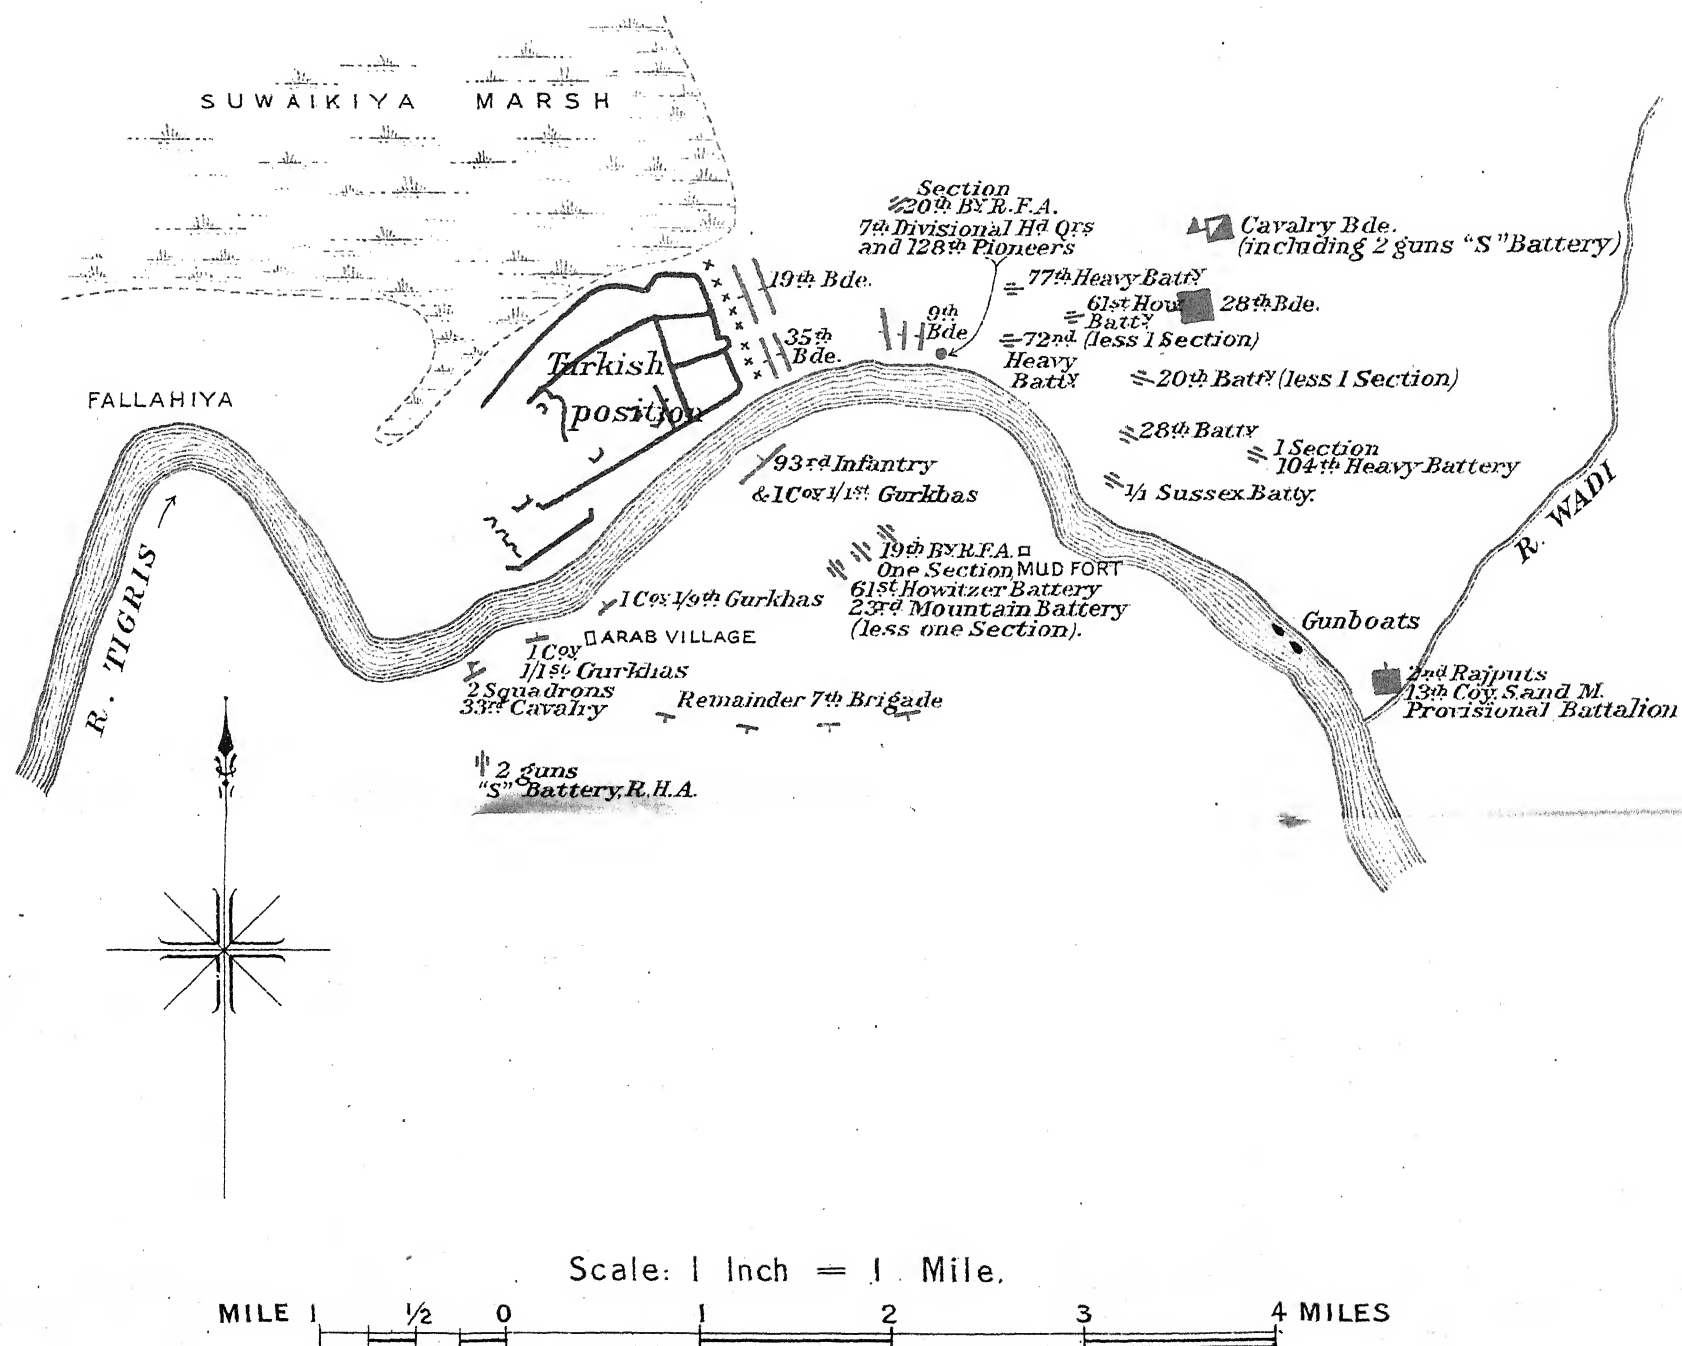 SUWAIKIYA MARSH
Section
20th BY R.F.A.
7th Divisional Hd Qrs
and 128th Pioneers
Cavalry Bde.
(including 2 guns "S" Battery)
19th Bde.
77th Heavy Batty
61st How
Batty
28th Bde.
9th
Bde
35th
Bde.
72nd (less 1 Section)
Heavy
Batty
Turkish
position
20th Batty (less 1 Section)
FALLAHIYA
28th Batty
1 Section
104th Heavy Battery
1/1 Sussex Batty.
93rd Infantry
& 1 Coy 1/1st Gurkhas
R. WADI
R. TIGRIS
19th BY R.F.A.
One Section MUD FORT
61st Howitzer Battery
23rd Mountain Battery
(less one Section).
1 Coy 1/9th Gurkhas
ARAB VILLAGE
1 Coy
1/1st Gurkhas
2 Squadrons
33rd Cavalry
Remainder 7th Brigade
Gunboats
2nd Rajputs
13th Coy. S. and M.
Provisional Battalion
2 guns
"S" Battery, R.H.A.
Scale: 1 Inch = 1 Mile.
MILE 1 1/2 0 1 2 3 4 MILES